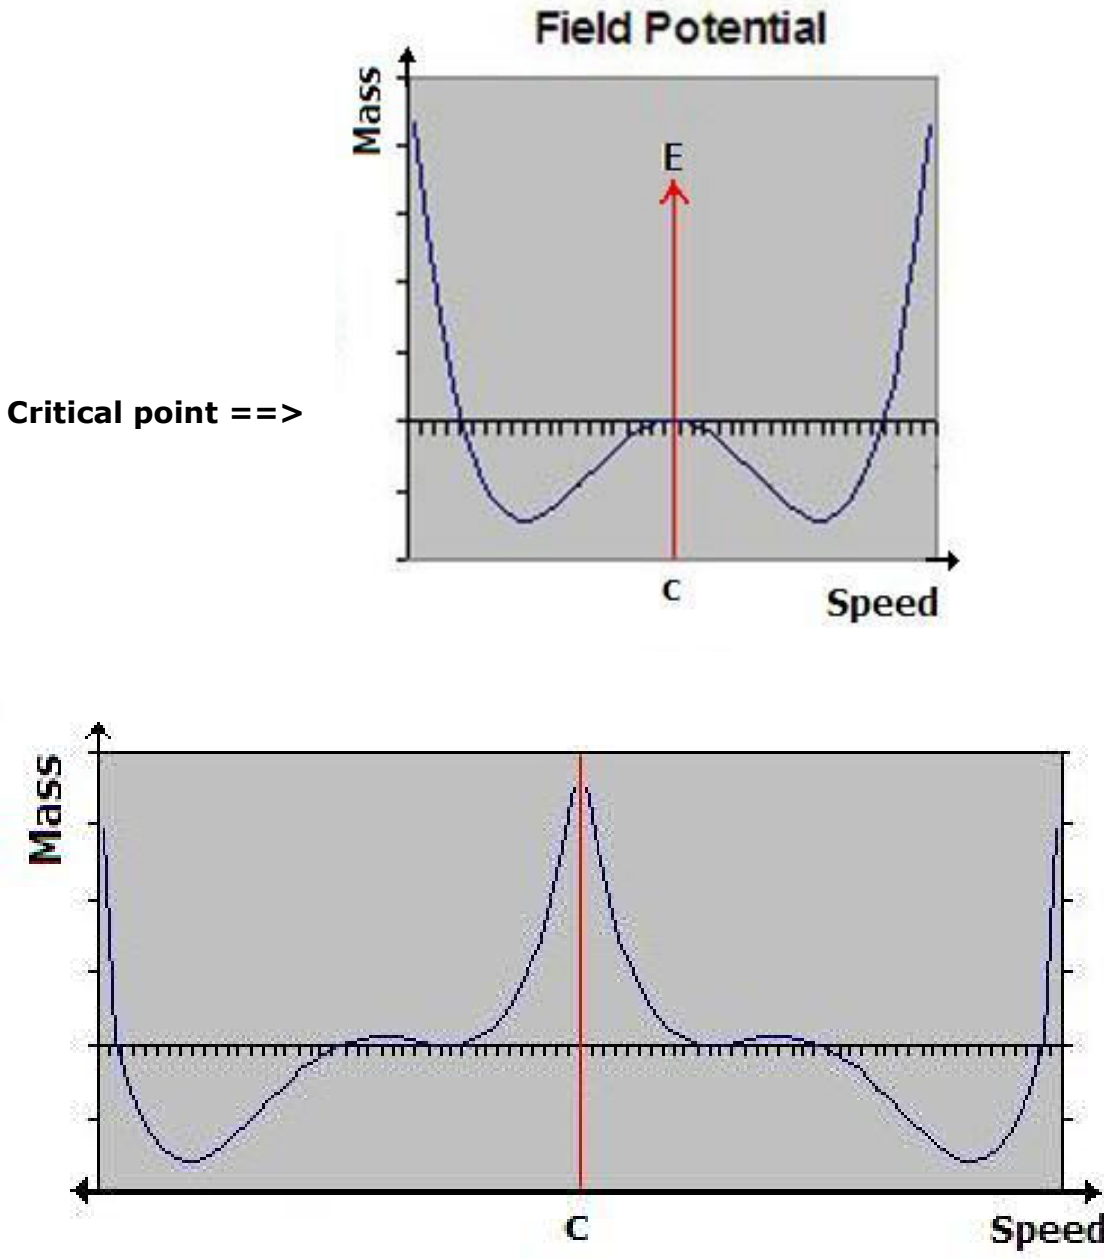 Field Potential
Mass
E
Critical point ==>
C
Speed
Mass
C
Speed